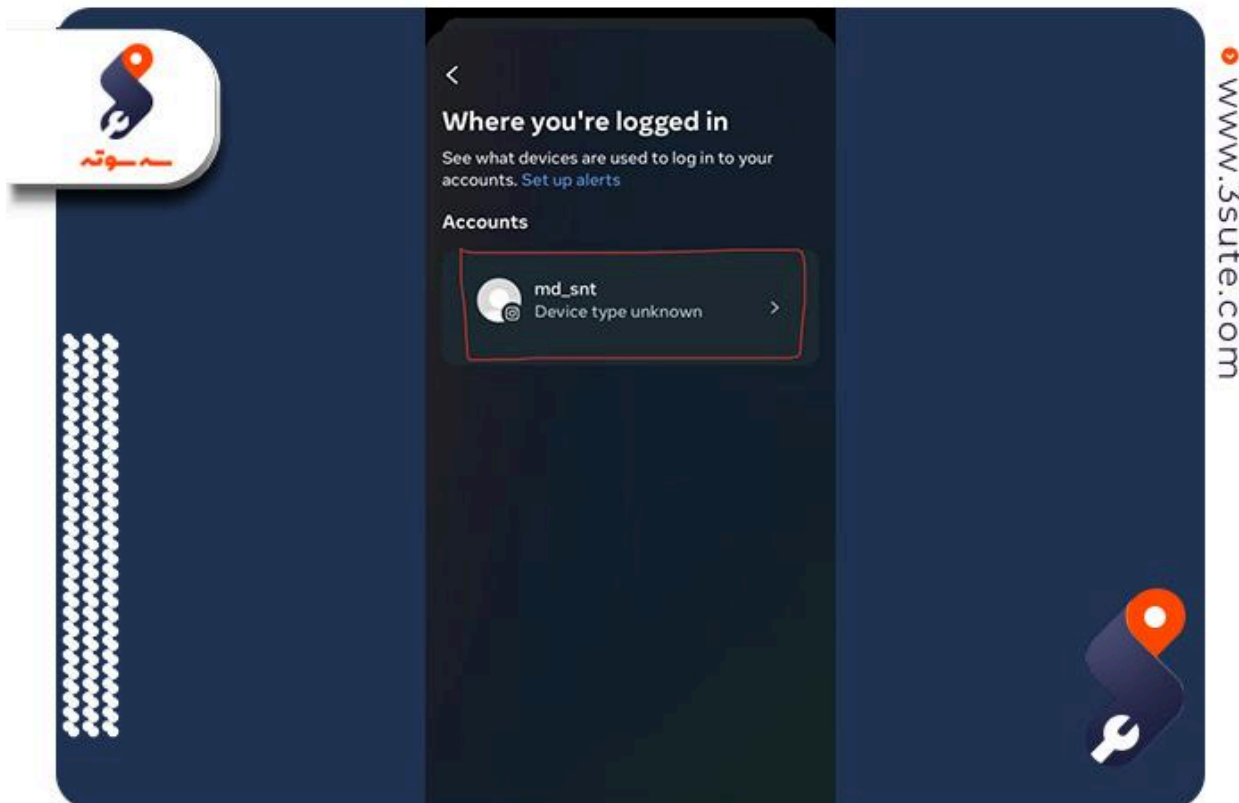 سه سوته
Where you're logged in
See what devices are used to log in to your
accounts. Set up alerts
Accounts
md_snt
Device type unknown
www.3sute.com